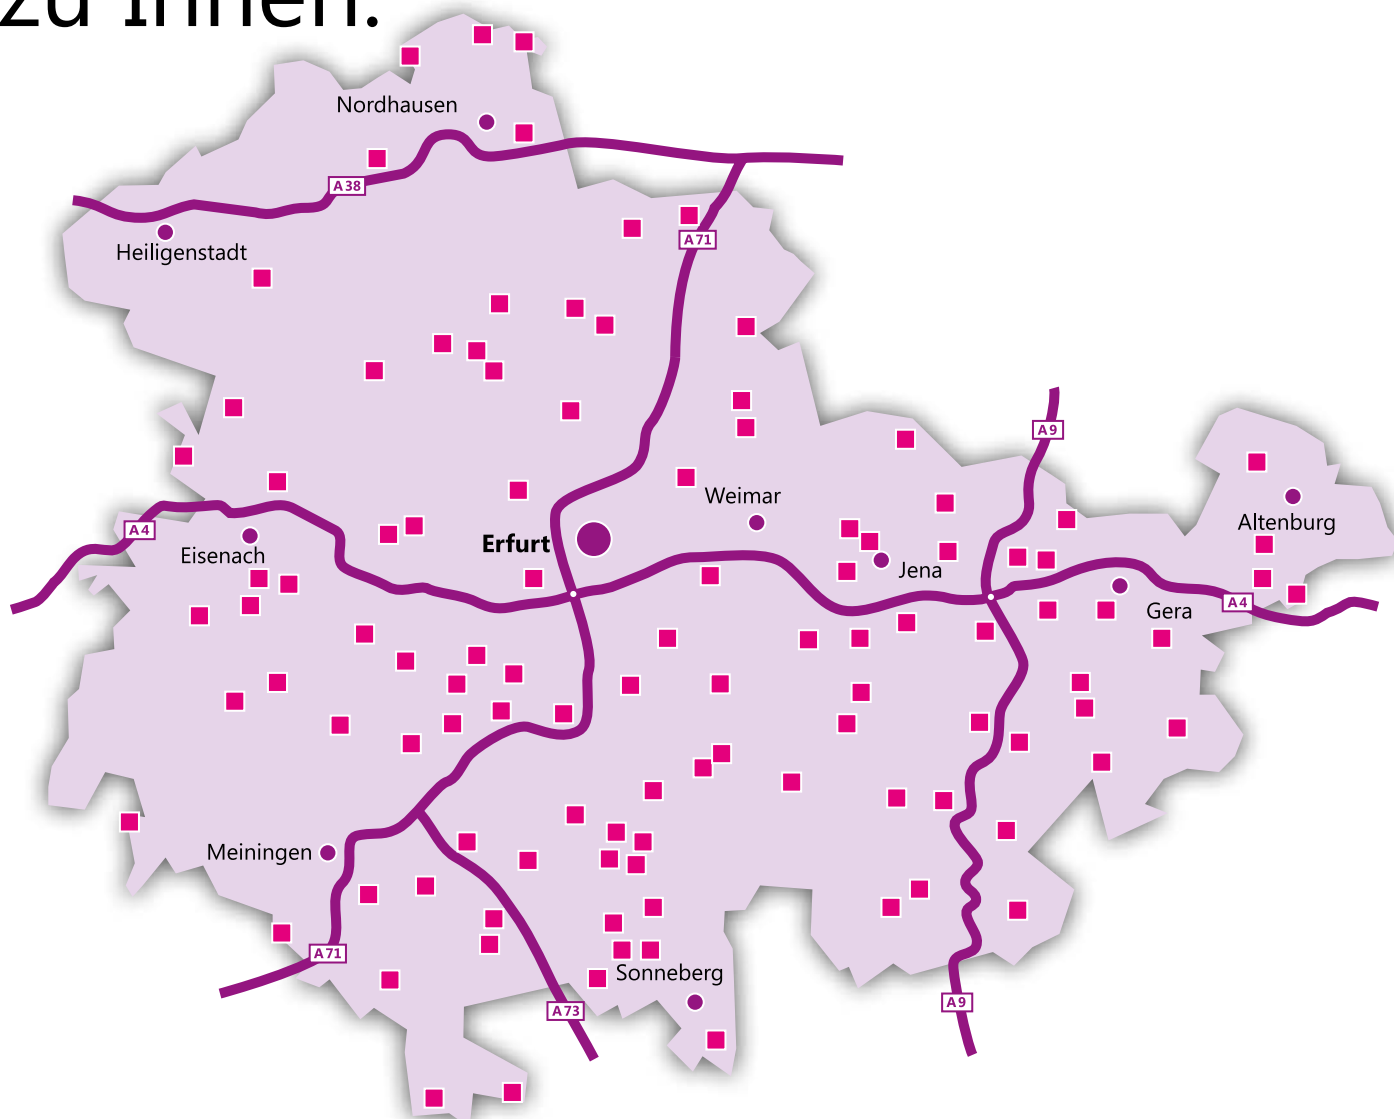 zu Ihnen.
Nordhausen
A 38
Heiligenstadt
A 71
A 9
Weimar
Altenburg
A 4
Erfurt
Eisenach
Jena
A 4
Gera
Meiningen
A 71
Sonneberg
A 73
A 9